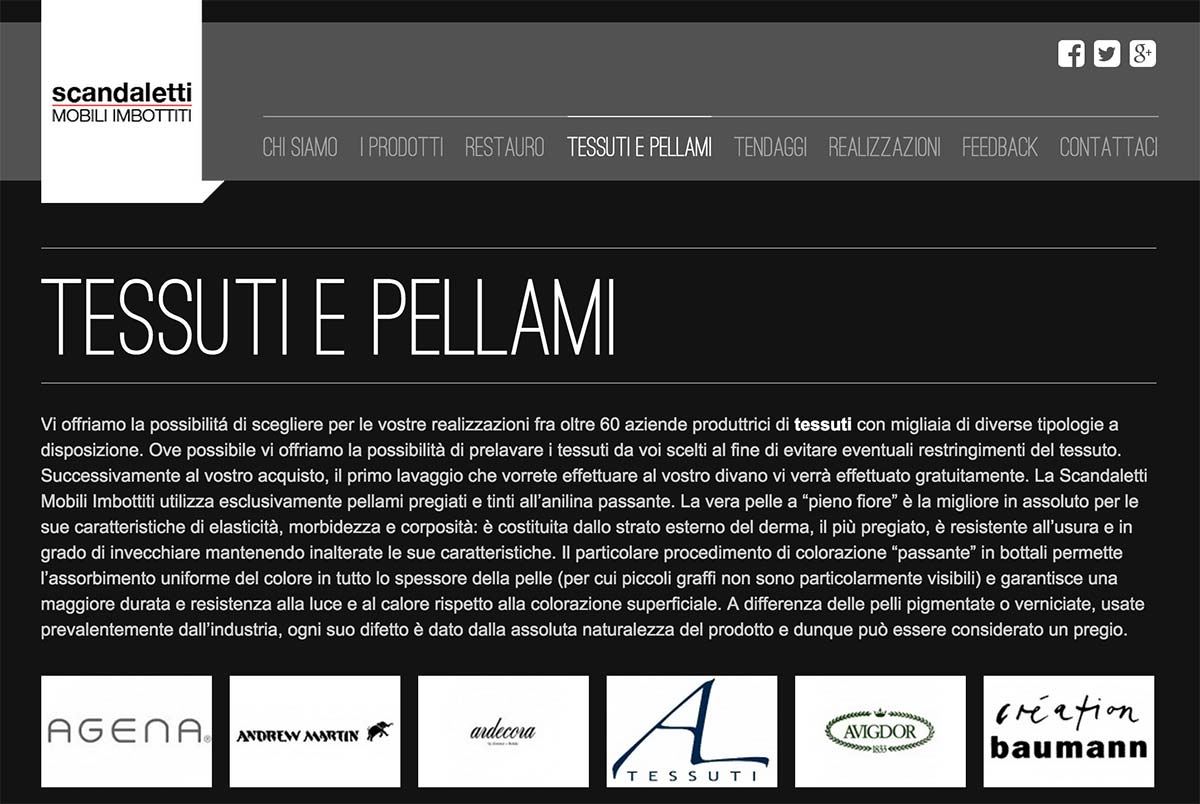 scandaletti
MOBILI IMBOTTITI
CHI SIAMO I PRODOTTI RESTAURO TESSUTI E PELLAMI TENDAGGI REALIZZAZIONI FEEDBACK CONTATTACI
TESSUTI E PELLAMI
Vi offriamo la possibilitá di scegliere per le vostre realizzazioni fra oltre 60 aziende produttrici di tessuti con migliaia di diverse tipologie a
disposizione. Ove possibile vi offriamo la possibilità di prelavare i tessuti da voi scelti al fine di evitare eventuali restringimenti del tessuto.
Successivamente al vostro acquisto, il primo lavaggio che vorrete effettuare al vostro divano vi verrà effettuato gratuitamente. La Scandaletti
Mobili Imbottiti utilizza esclusivamente pellami pregiati e tinti all’anilina passante. La vera pelle a “pieno fiore” è la migliore in assoluto per le
sue caratteristiche di elasticità, morbidezza e corposità: è costituita dallo strato esterno del derma, il più pregiato, è resistente all’usura e in
grado di invecchiare mantenendo inalterate le sue caratteristiche. Il particolare procedimento di colorazione “passante” in bottali permette
l’assorbimento uniforme del colore in tutto lo spessore della pelle (per cui piccoli graffi non sono particolarmente visibili) e garantisce una
maggiore durata e resistenza alla luce e al calore rispetto alla colorazione superficiale. A differenza delle pelli pigmentate o verniciate, usate
prevalentemente dall’industria, ogni suo difetto è dato dalla assoluta naturalezza del prodotto e dunque può essere considerato un pregio.
AGENA®
ANDREW MARTIN
ardecora
AL
TESSUTI
AVIGDOR
1833
création
baumann